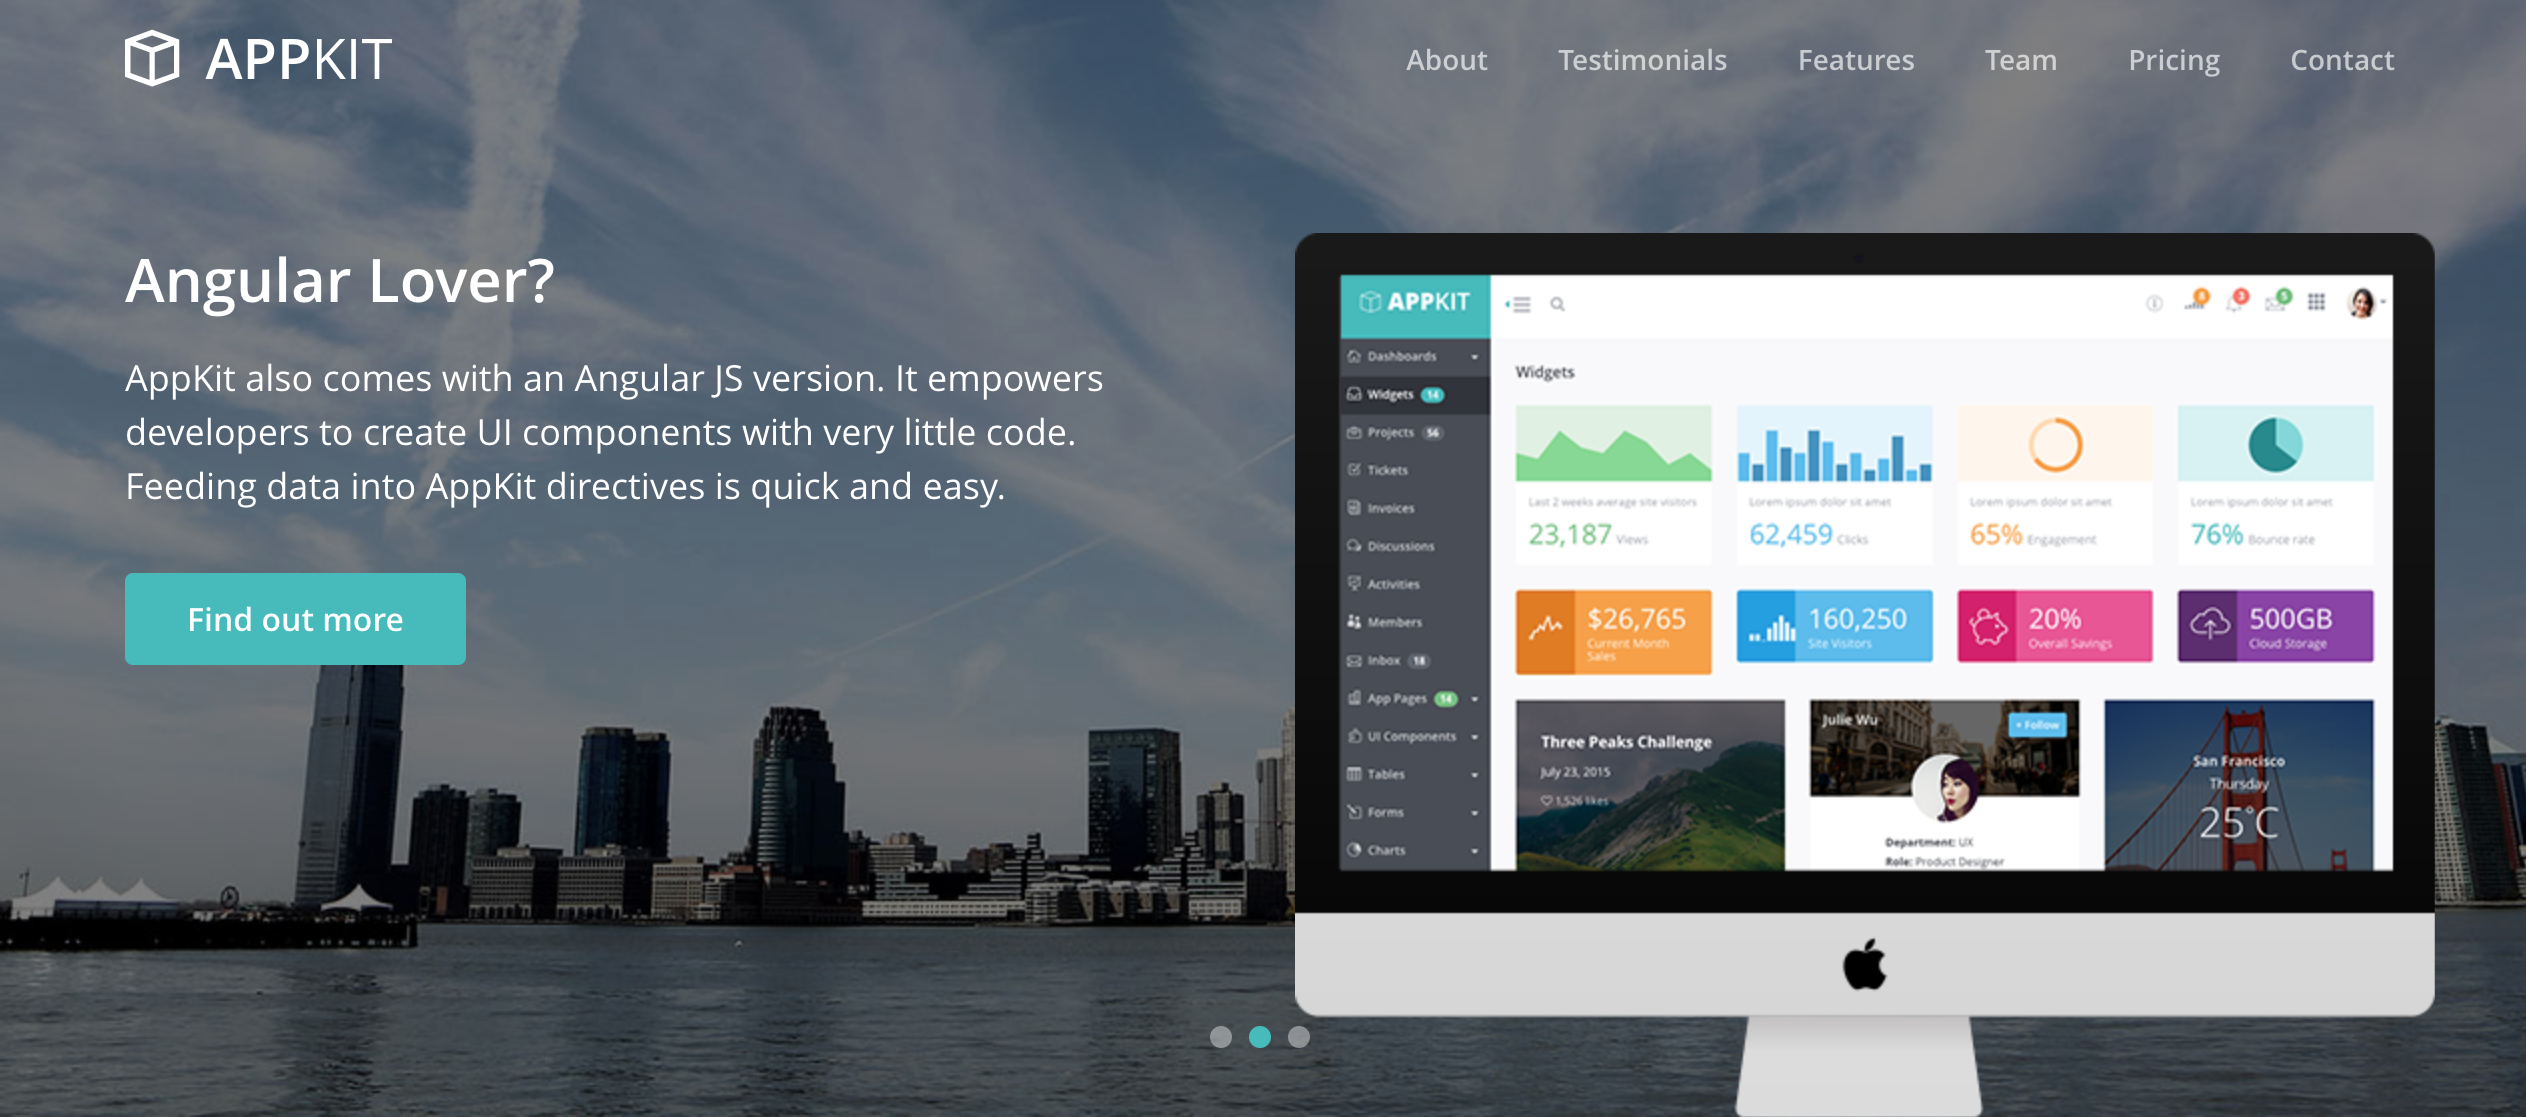 APPKIT
About
Testimonials
Features
Team
Pricing
Contact
Angular Lover?
AppKit also comes with an Angular JS version. It empowers
developers to create UI components with very little code.
Feeding data into AppKit directives is quick and easy.
Find out more
APPKIT
6
3
5
Dashboards
Widgets 14
Projects 56
Tickets
Invoices
Discussions
Activities
Members
Inbox 18
App Pages 14
UI Components
Tables
Forms
Charts
Widgets
Last 2 weeks average site visitors
23,187 Views
Lorem ipsum dolor sit amet
62,459 Clicks
Lorem ipsum dolor sit amet
65% Engagement
Lorem ipsum dolor sit amet
76% Bounce rate
$26,765
Current Month
Sales
160,250
Site Visitors
20%
Overall Savings
500GB
Cloud Storage
Three Peaks Challenge
July 23, 2015
1,526 likes
Julie Wu
+ Follow
Department: UX
Role: Product Designer
San Francisco
Thursday
25°C